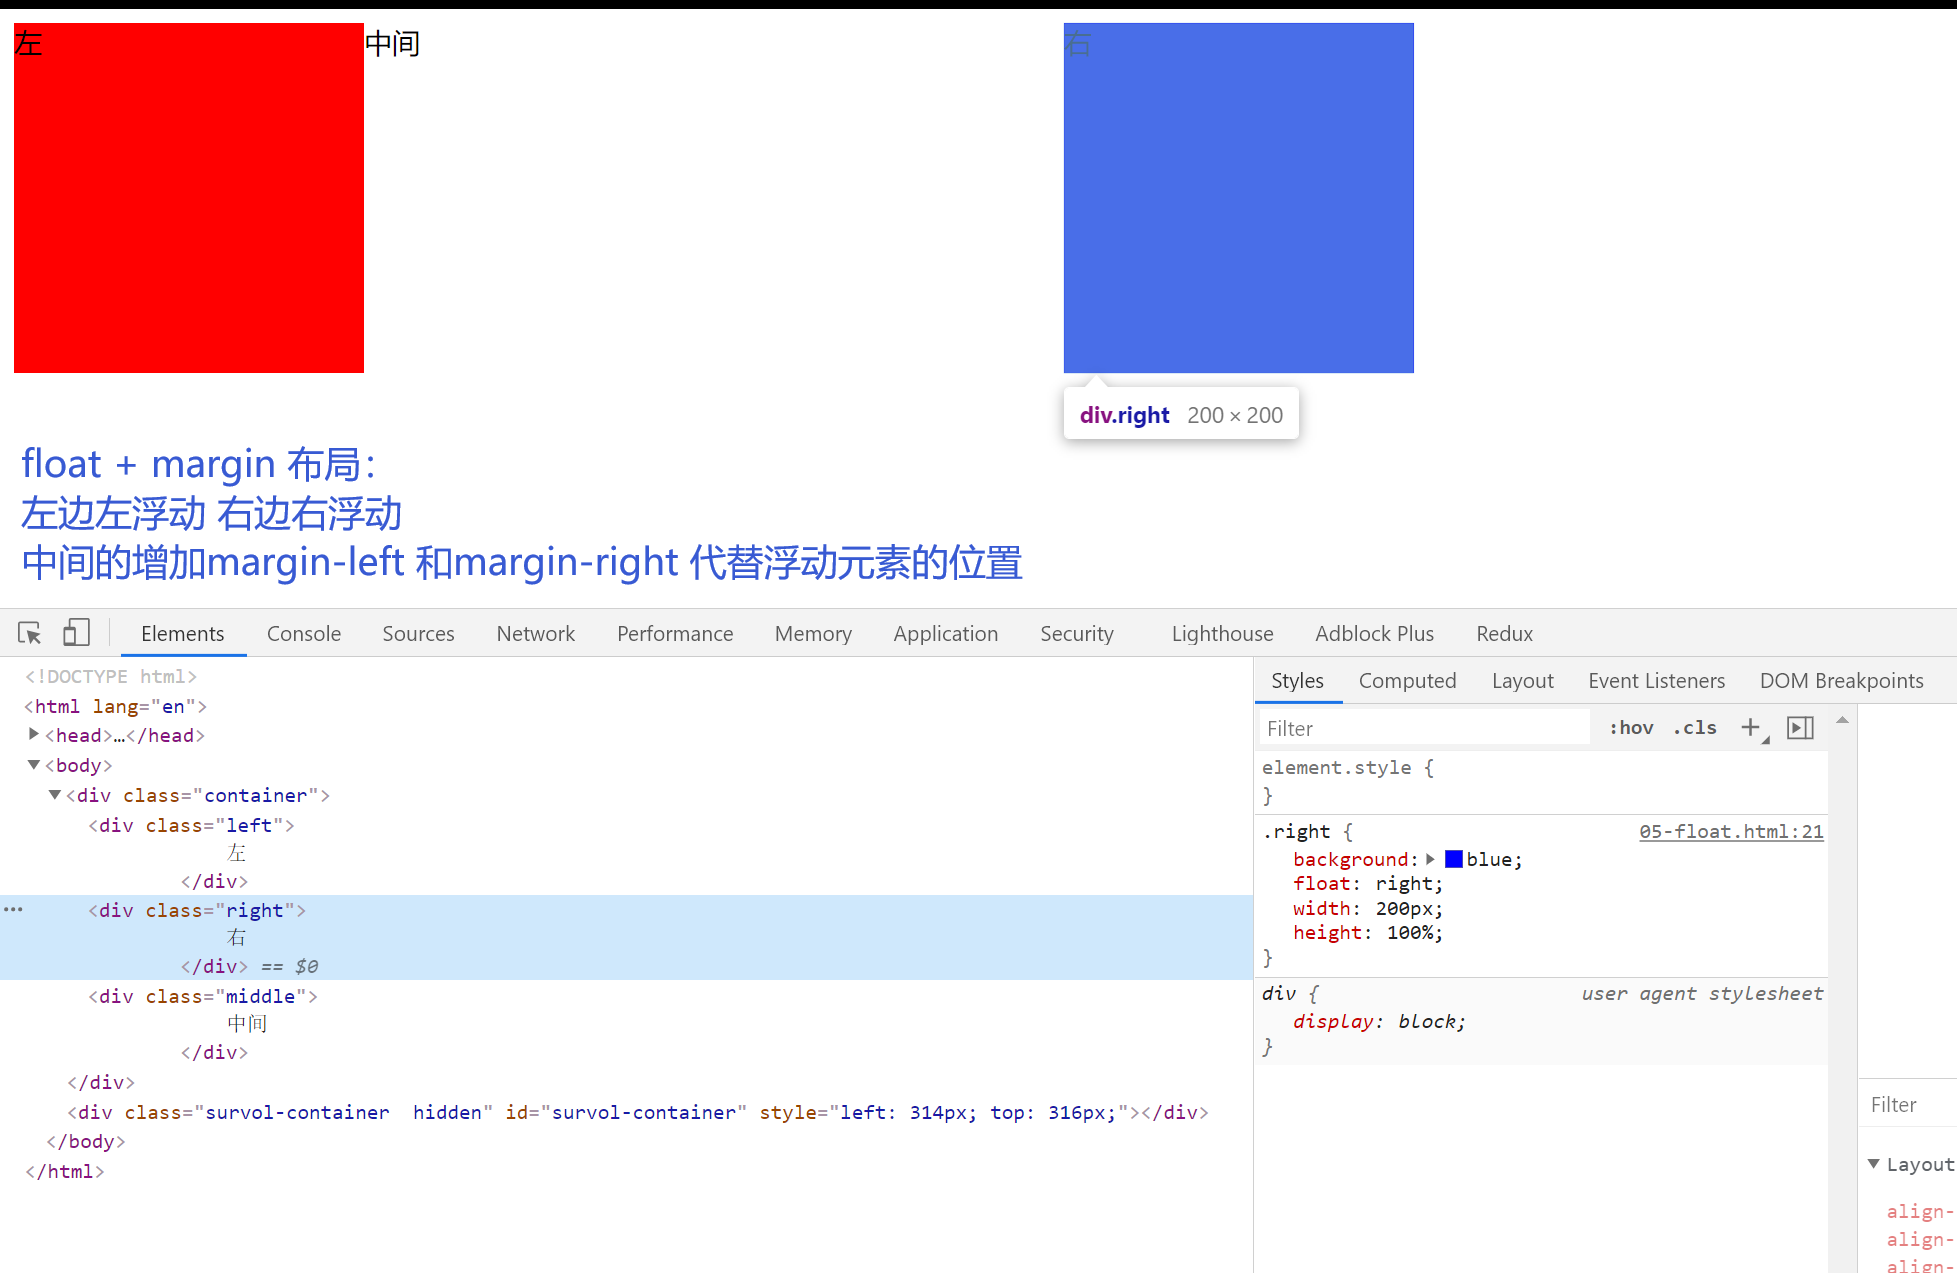 左
中间
右
div.right 200 × 200
float + margin 布局：
左边左浮动 右边右浮动
中间的增加margin-left 和margin-right 代替浮动元素的位置
Elements Console Sources Network Performance Memory Application Security Lighthouse Adblock Plus Redux
<!DOCTYPE html>
<html lang="en">
<head>…</head>
<body>
<div class="container">
<div class="left">
左
</div>
<div class="right">
右
</div> == $0
<div class="middle">
中间
</div>
</div>
<div class="survol-container  hidden" id="survol-container" style="left: 314px; top: 316px;"></div>
</body>
</html>
Styles Computed Layout Event Listeners DOM Breakpoints
Filter :hov .cls
element.style {
}
.right { 05-float.html:21
background: blue;
float: right;
width: 200px;
height: 100%;
}
div { user agent stylesheet
display: block;
}
Filter
Layout
align-
align-
align-